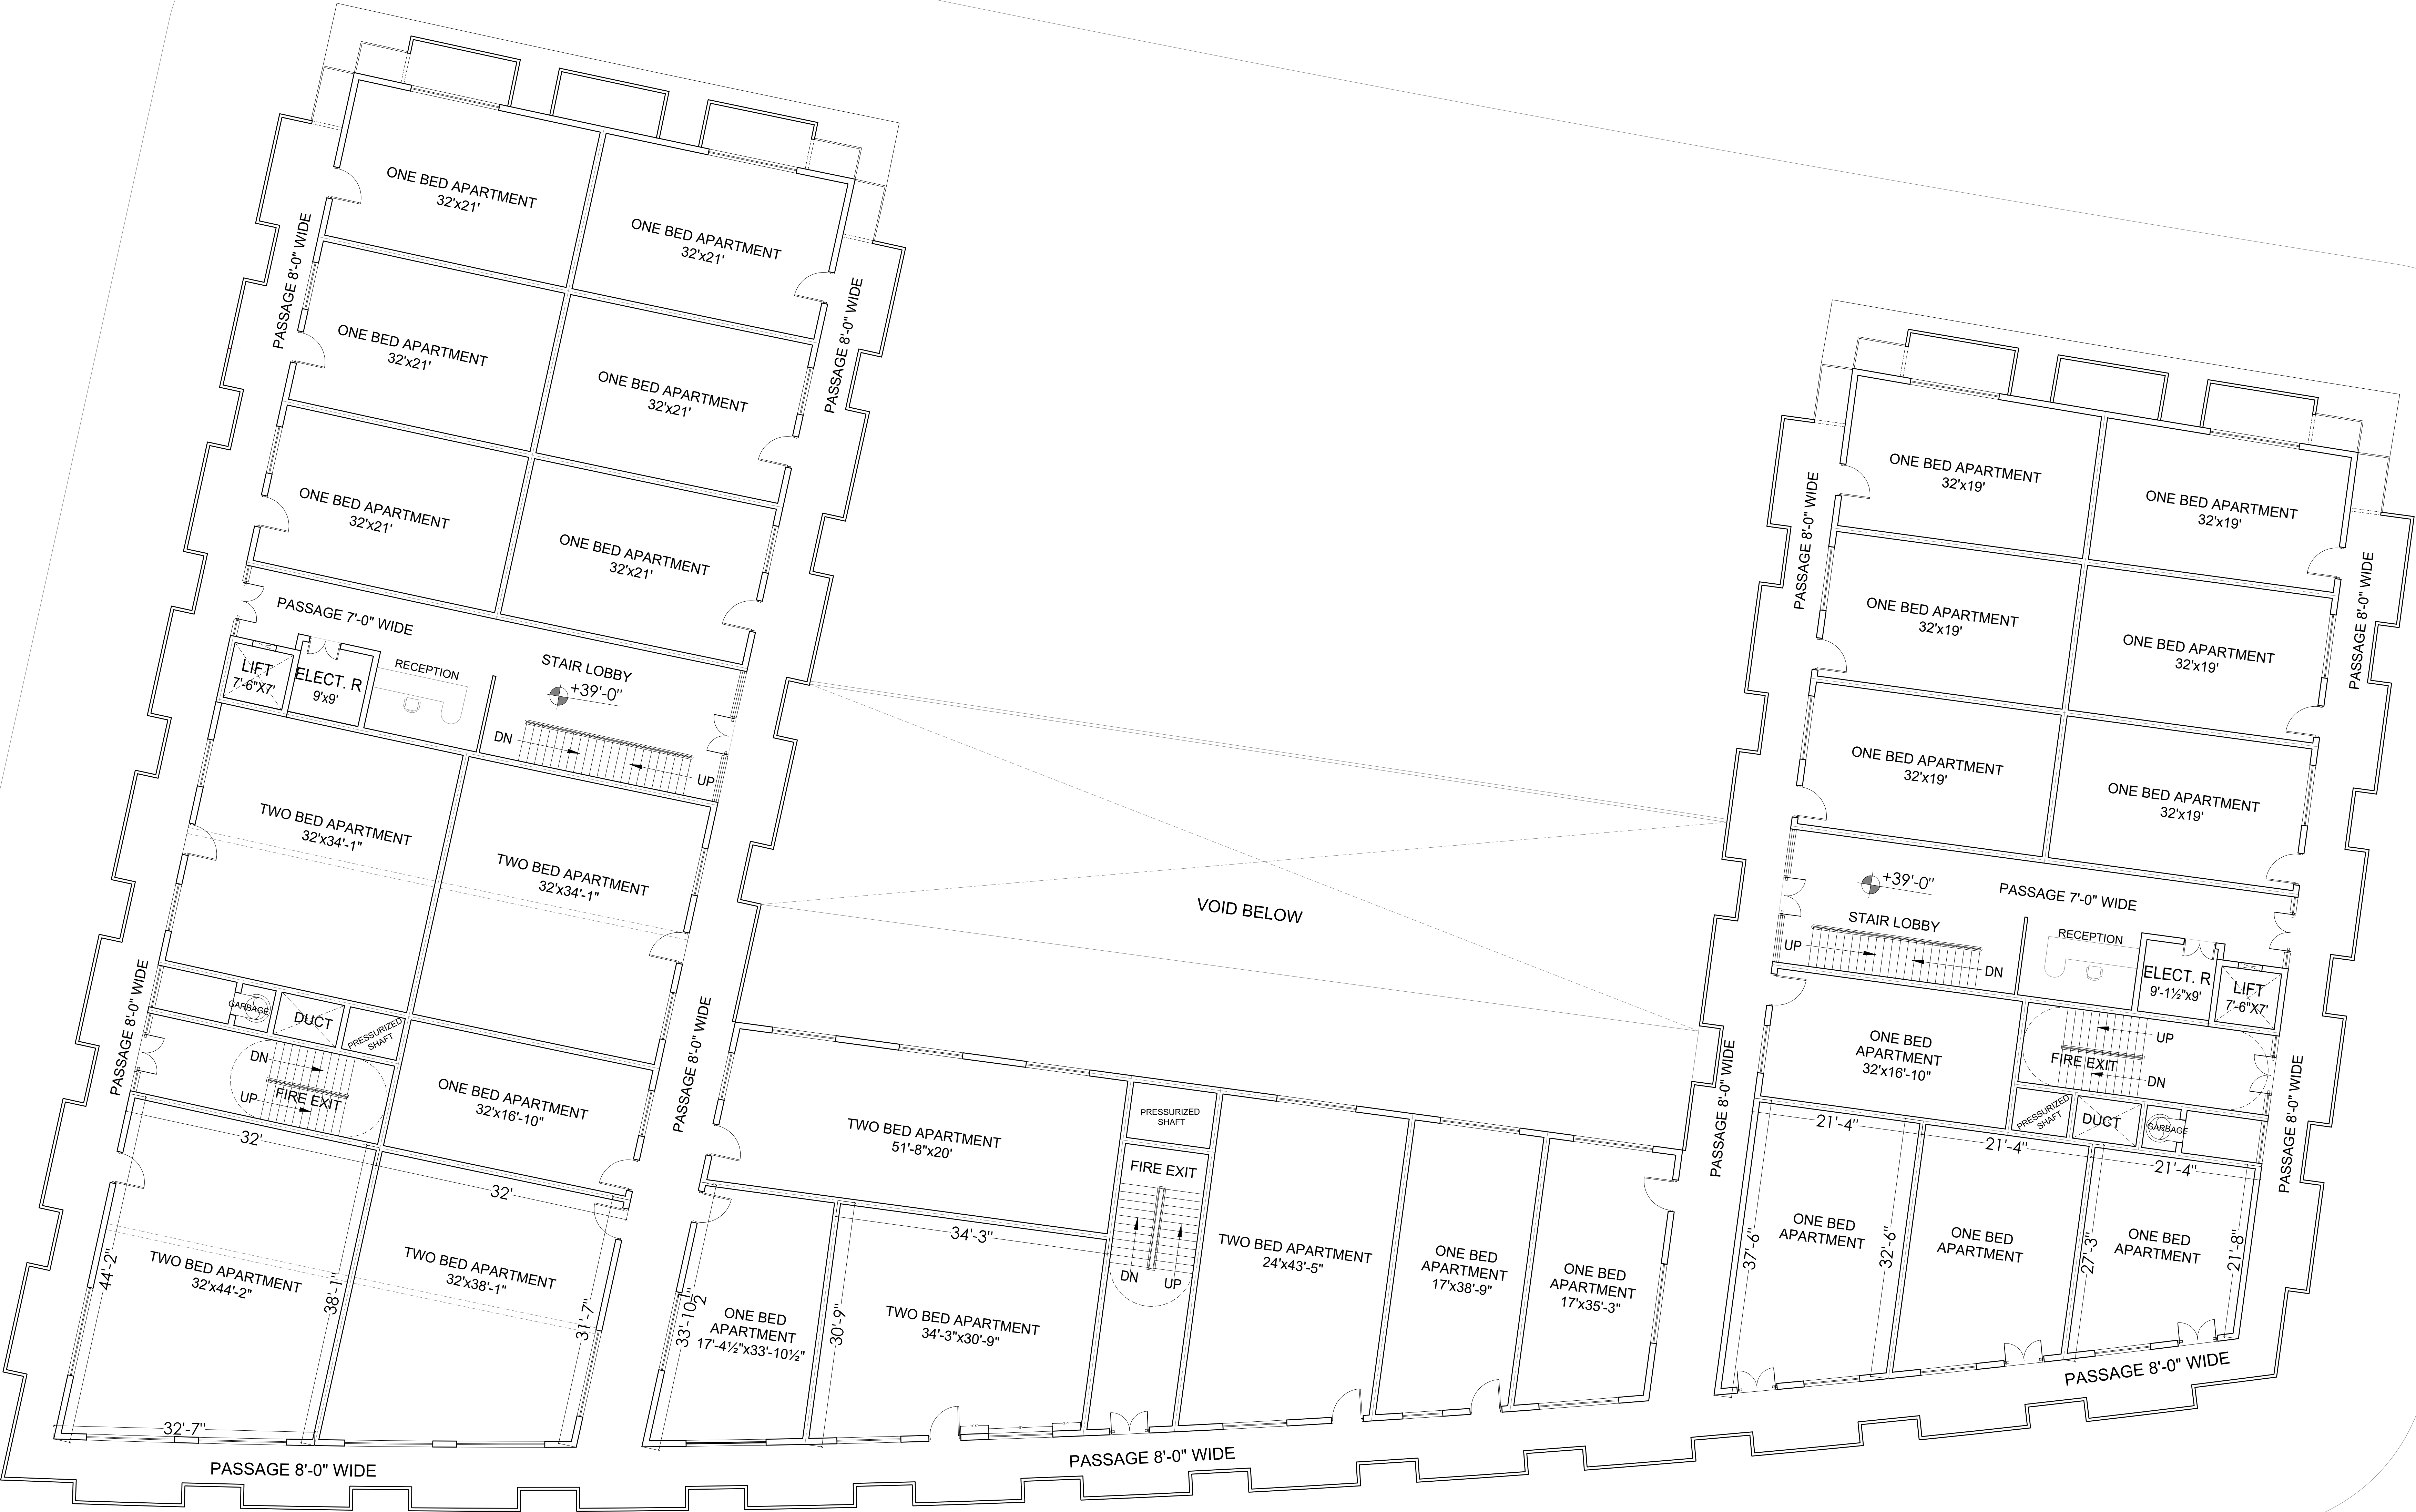 ONE BED APARTMENT
32'x21'
ONE BED APARTMENT
32'x21'
PASSAGE 8'-0" WIDE
ONE BED APARTMENT
32'x21'
ONE BED APARTMENT
32'x21'
PASSAGE 8'-0" WIDE
ONE BED APARTMENT
32'x21'
ONE BED APARTMENT
32'x21'
PASSAGE 7'-0" WIDE
LIFT
7'-6"X7'
ELECT. R
9'x9'
RECEPTION
STAIR LOBBY
+39'-0"
DN
UP
TWO BED APARTMENT
32'x34'-1"
TWO BED APARTMENT
32'x34'-1"
PASSAGE 8'-0" WIDE
GARBAGE
DUCT
PRESSURIZED
SHAFT
DN
UP
FIRE EXIT
ONE BED APARTMENT
32'x16'-10"
PASSAGE 8'-0" WIDE
32'
32'
44'-2"
TWO BED APARTMENT
32'x44'-2"
38'-1"
TWO BED APARTMENT
32'x38'-1"
31'-7"
32'-7"
PASSAGE 8'-0" WIDE
VOID BELOW
TWO BED APARTMENT
51'-8"x20'
PRESSURIZED
SHAFT
FIRE EXIT
DN
UP
33'-10 1/2"
ONE BED
APARTMENT
17'-4½"x33'-10½"
34'-3"
30'-9"
TWO BED APARTMENT
34'-3"x30'-9"
TWO BED APARTMENT
24'x43'-5"
ONE BED
APARTMENT
17'x38'-9"
ONE BED
APARTMENT
17'x35'-3"
PASSAGE 8'-0" WIDE
ONE BED APARTMENT
32'x19'
ONE BED APARTMENT
32'x19'
PASSAGE 8'-0" WIDE
ONE BED APARTMENT
32'x19'
ONE BED APARTMENT
32'x19'
PASSAGE 8'-0" WIDE
ONE BED APARTMENT
32'x19'
ONE BED APARTMENT
32'x19'
+39'-0"
PASSAGE 7'-0" WIDE
STAIR LOBBY
UP
DN
RECEPTION
ELECT. R
9'-1½"x9'
LIFT
7'-6"X7'
ONE BED
APARTMENT
32'x16'-10"
UP
FIRE EXIT
DN
PRESSURIZED
SHAFT
DUCT
GARBAGE
PASSAGE 8'-0" WIDE
PASSAGE 8'-0" WIDE
21'-4"
21'-4"
21'-4"
37'-6"
ONE BED
APARTMENT
32'-6"
ONE BED
APARTMENT
27'-3"
ONE BED
APARTMENT
21'-8"
PASSAGE 8'-0" WIDE